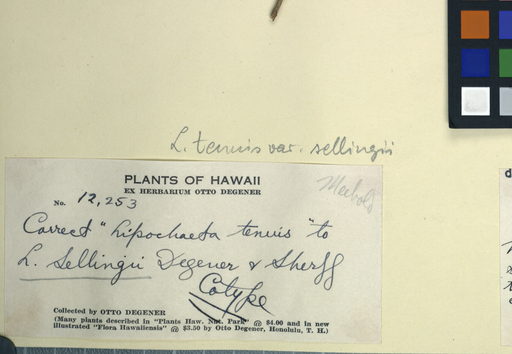 L. tenuis var. sellingii
PLANTS OF HAWAII
EX HERBARIUM OTTO DEGENER
Meebold
No. 12,253
Correct "Lipochaeta tenuis" to
L. Sellingii Degener & Sherff
Cotype
Collected by OTTO DEGENER
(Many plants described in "Plants Haw. Nat. Park" @ $4.00 and in new
illustrated "Flora Hawaiiensis" @ $3.50 by Otto Degener, Honolulu, T. H.)